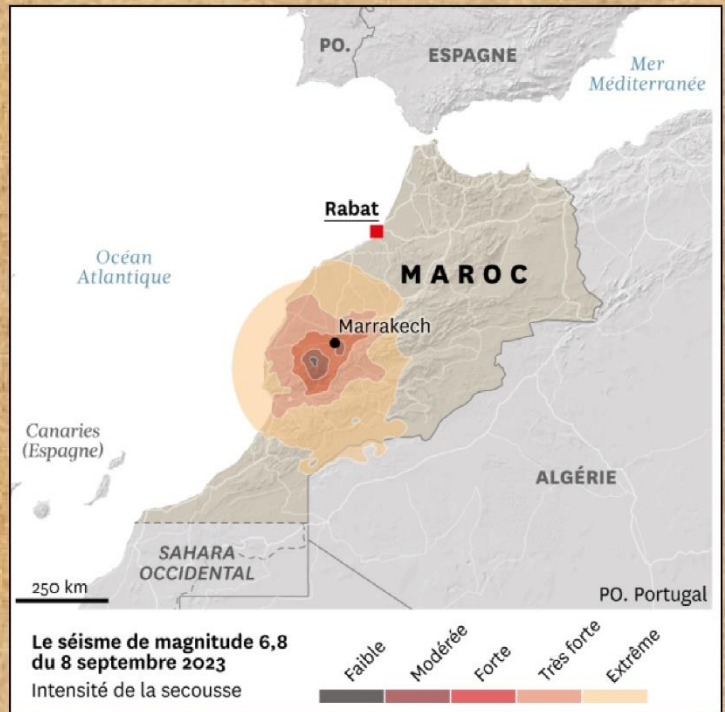 PO.
ESPAGNE
Mer
Méditerranée
Rabat
Océan
Atlantique
MAROC
Marrakech
Canaries
(Espagne)
ALGÉRIE
SAHARA
OCCIDENTAL
250 km
PO. Portugal
Le séisme de magnitude 6,8
du 8 septembre 2023
Intensité de la secousse
Faible
Modérée
Forte
Très forte
Extrême